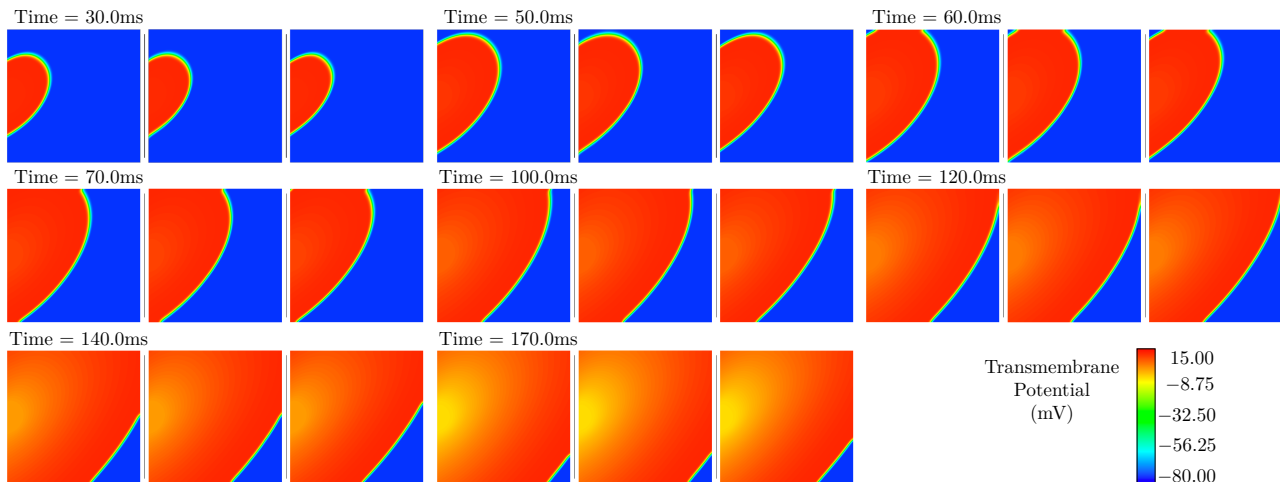 Time = 30.0ms
Time = 50.0ms
Time = 60.0ms
Time = 70.0ms
Time = 100.0ms
Time = 120.0ms
Time = 140.0ms
Time = 170.0ms
Transmembrane
Potential
(mV)
15.00
−8.75
−32.50
−56.25
−80.00